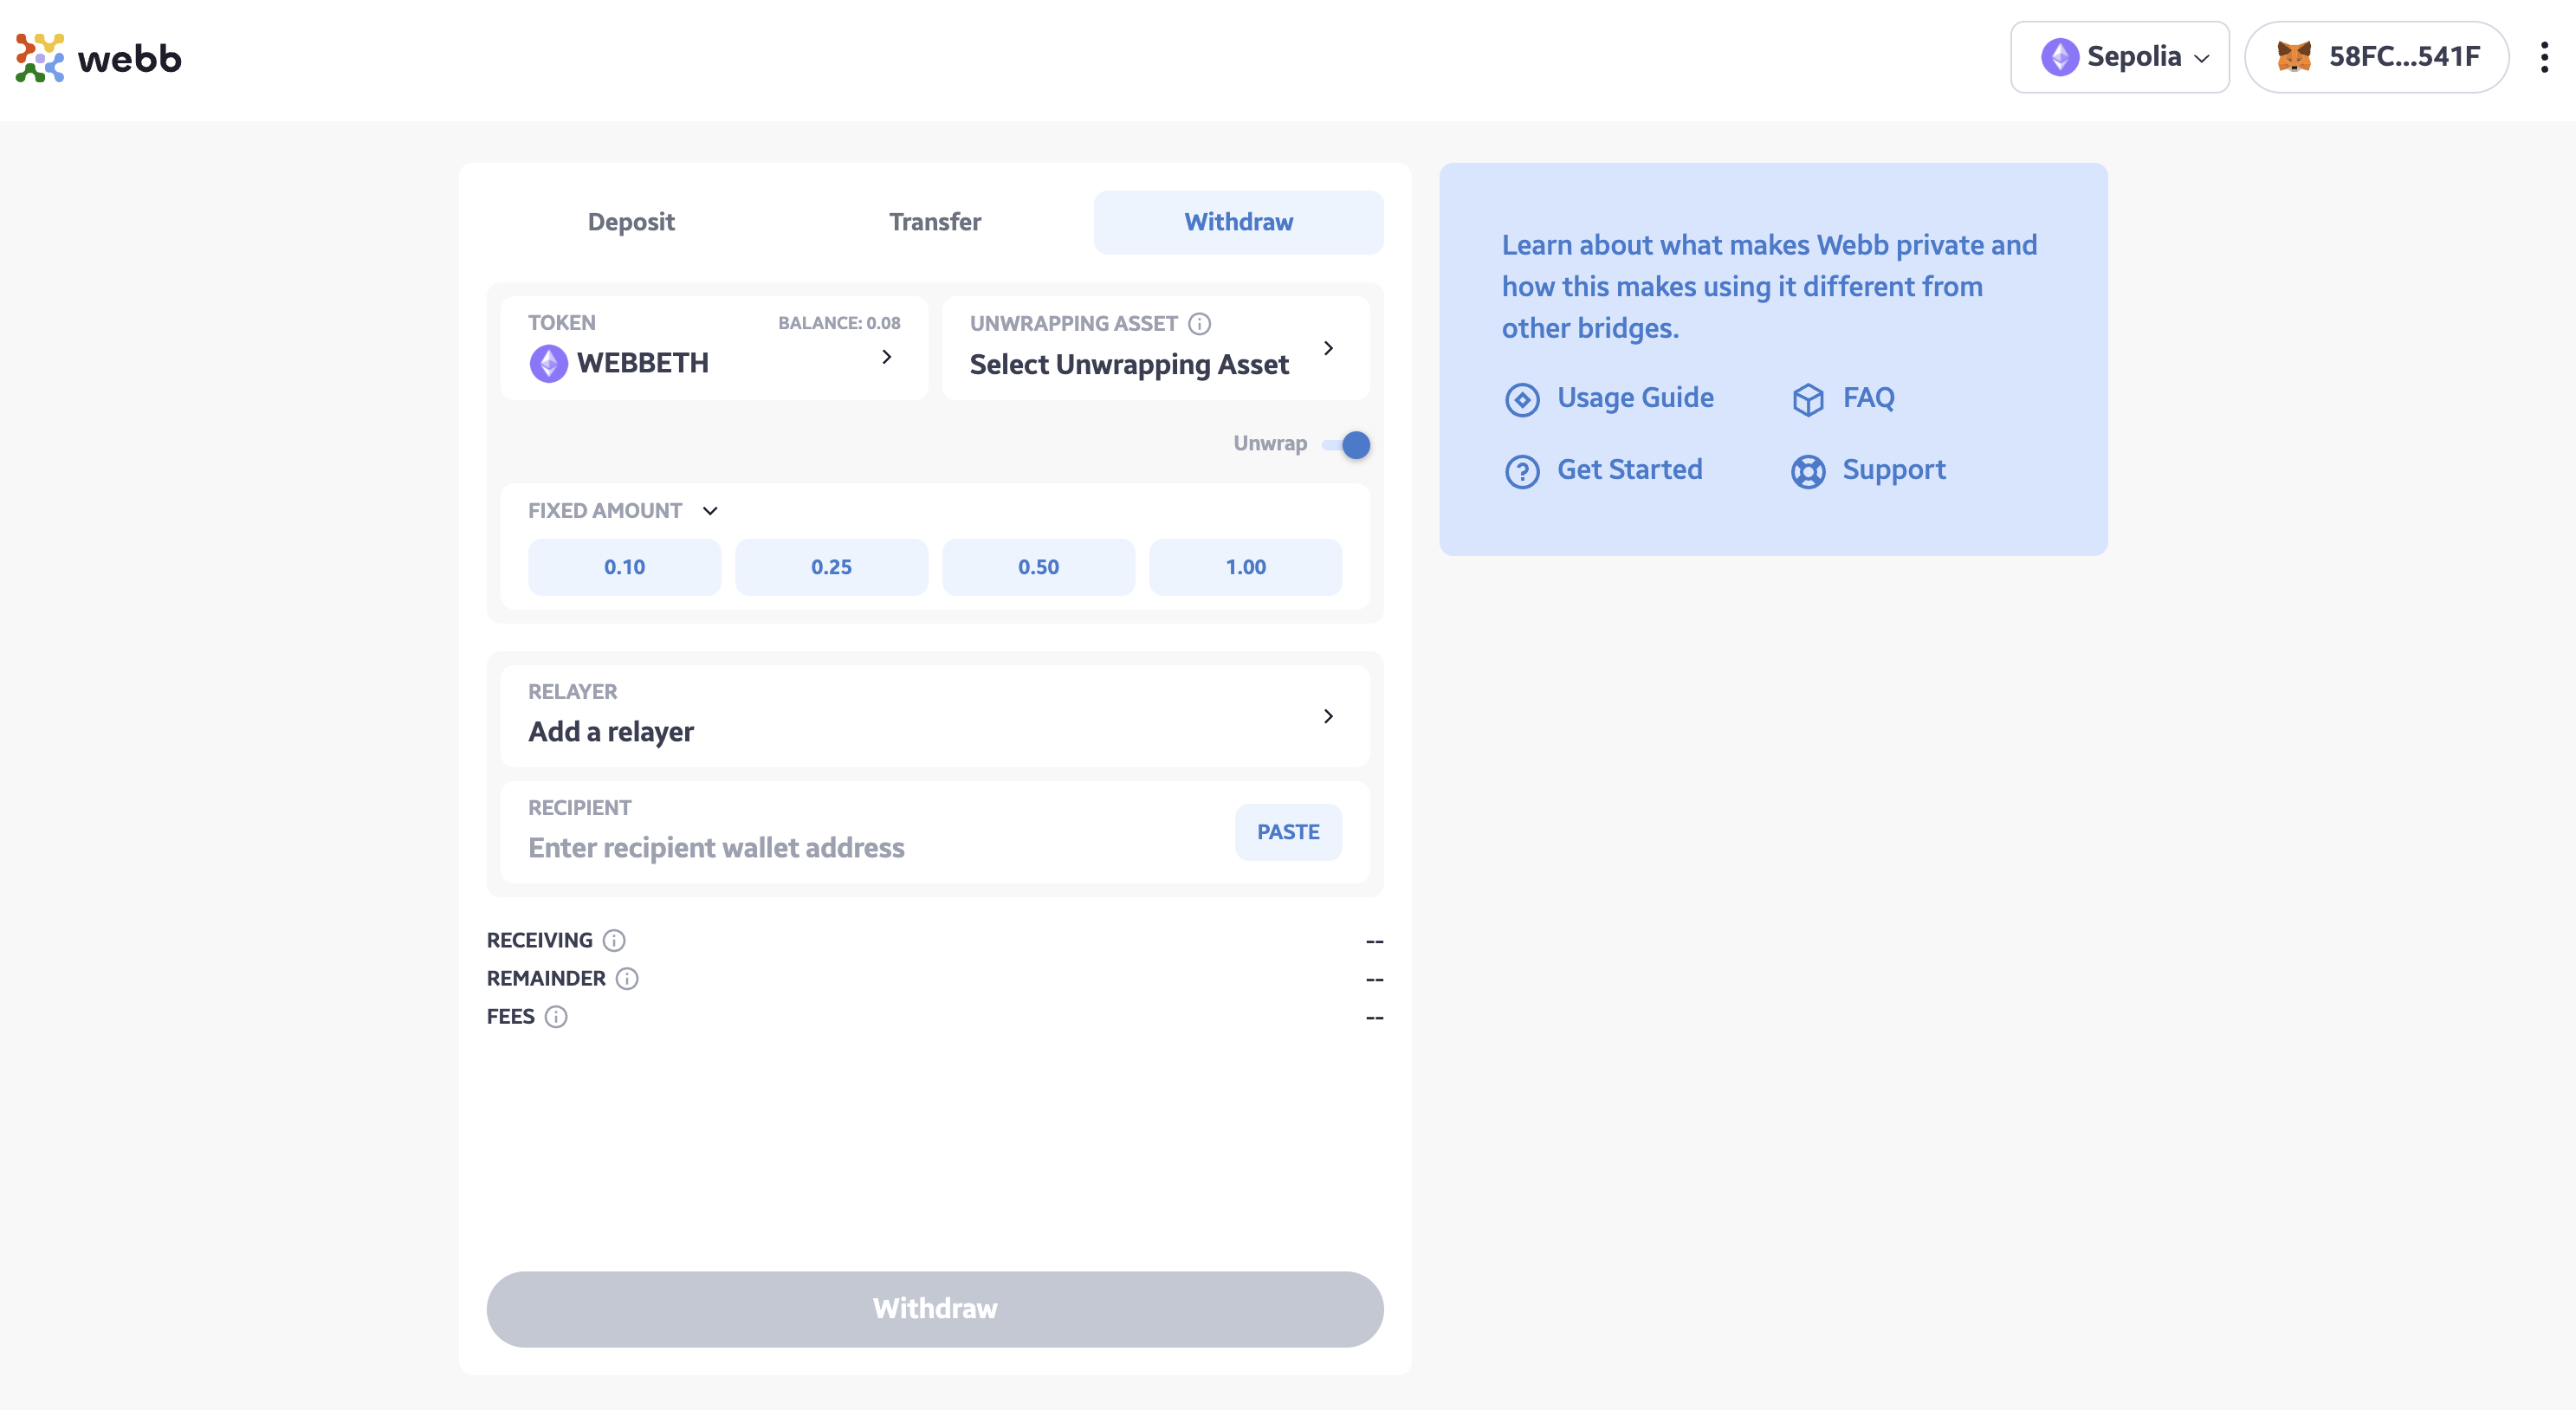 webb
Sepolia
58FC...541F
Deposit
Transfer
Withdraw
TOKEN
BALANCE: 0.08
WEBBETH
UNWRAPPING ASSET
Select Unwrapping Asset
Unwrap
FIXED AMOUNT
0.10
0.25
0.50
1.00
RELAYER
Add a relayer
RECIPIENT
Enter recipient wallet address
PASTE
RECEIVING
--
REMAINDER
--
FEES
--
Withdraw
Learn about what makes Webb private and
how this makes using it different from
other bridges.
Usage Guide
FAQ
Get Started
Support